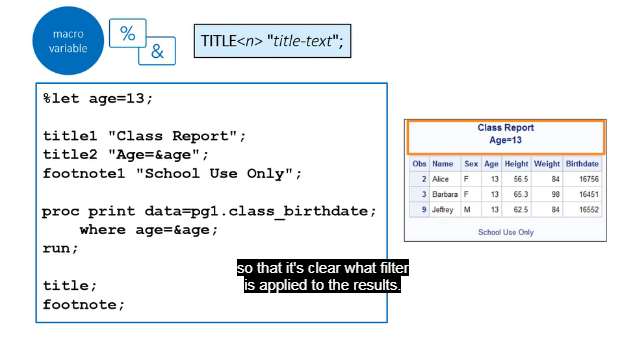 macro
variable
%
&
TITLE<n> "title-text";
%let age=13;
title1 "Class Report";
title2 "Age=&age";
footnote1 "School Use Only";
proc print data=pg1.class_birthdate;
where age=&age;
run;
title;
footnote;
Class Report
Age=13
Obs Name Sex Age Height Weight Birthdate
2 Alice F 13 56.5 84 16756
3 Barbara F 13 65.3 98 16451
9 Jeffrey M 13 62.5 84 16552
School Use Only
so that it's clear what filter
is applied to the results.